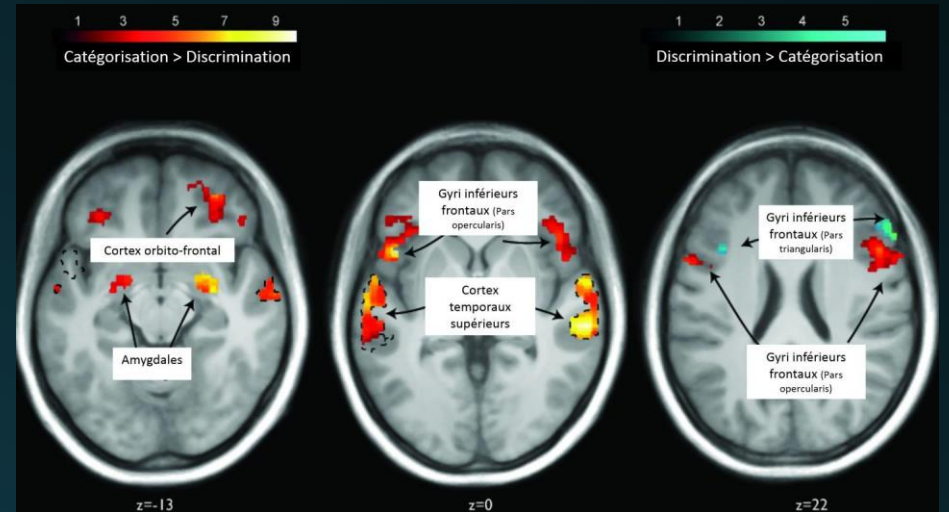 1 3 5 7 9
Catégorisation > Discrimination
1 2 3 4 5
Discrimination > Catégorisation
Cortex orbito-frontal
Amygdales
z=-13
Gyri inférieurs
frontaux (Pars
opercularis)
Cortex
temporaux
supérieurs
z=0
Gyri inférieurs
frontaux (Pars
triangularis)
Gyri inférieurs
frontaux (Pars
opercularis)
z=22